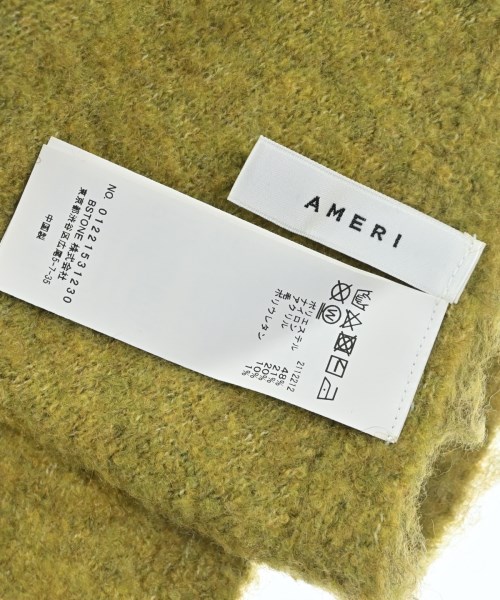 AMERI
NO. 01221531230
BSTONE 株式会社
東京都渋谷区広尾5-7-35
中国製
2112212
ポリエステル 48%
ナイロン 21%
アクリル 20%
毛 10%
ポリウレタン 1%